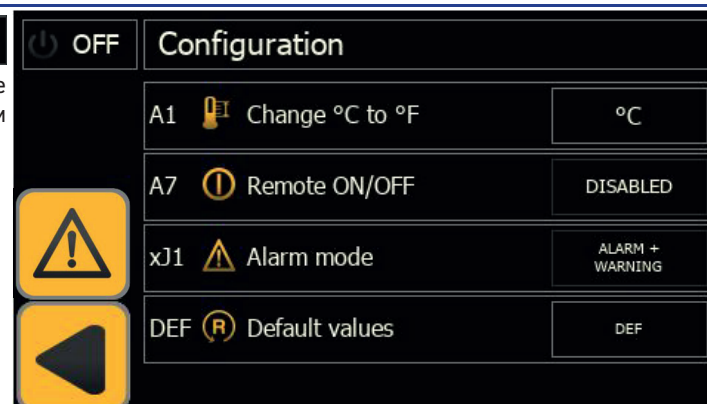 е
и
OFF
Configuration
A1 Change °C to °F
°C
A7 Remote ON/OFF
DISABLED
xJ1 Alarm mode
ALARM +
WARNING
DEF R Default values
DEF